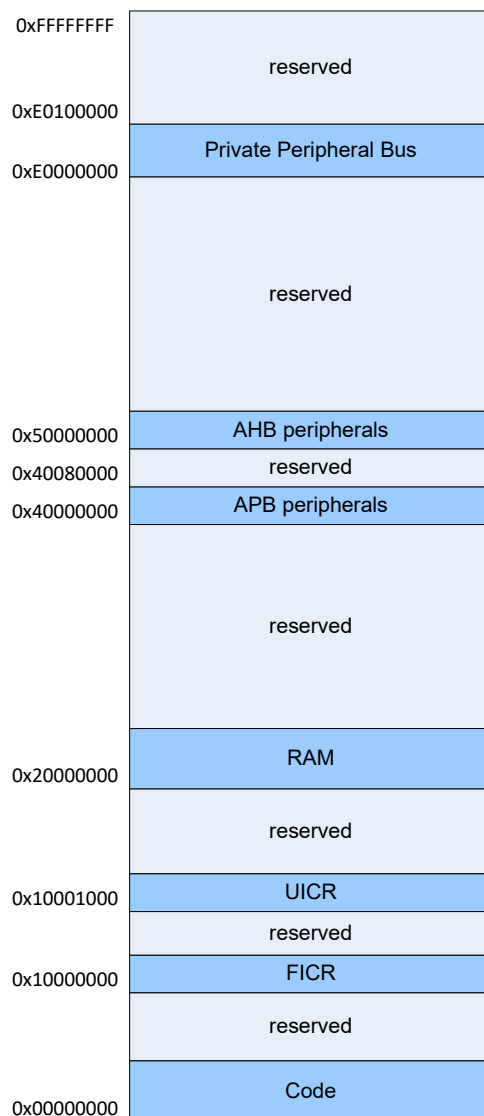 0xFFFFFFFF
reserved
0xE0100000
Private Peripheral Bus
0xE0000000
reserved
AHB peripherals
0x50000000
reserved
0x40080000
APB peripherals
0x40000000
reserved
RAM
0x20000000
reserved
UICR
0x10001000
reserved
FICR
0x10000000
reserved
Code
0x00000000